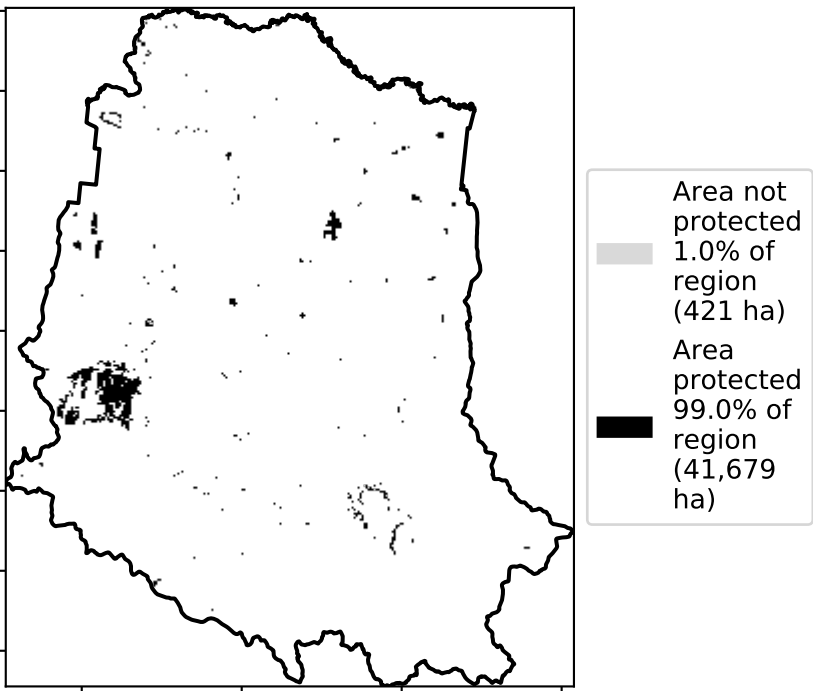 Area not
protected
1.0% of
region
(421 ha)
Area
protected
99.0% of
region
(41,679
ha)